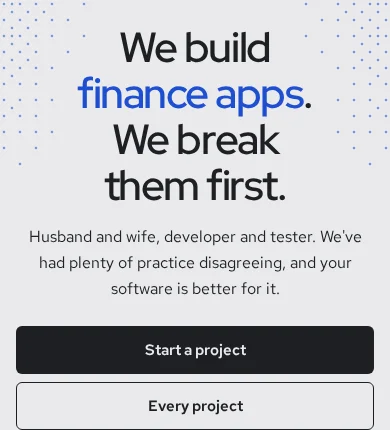 We build
finance apps.
We break
them first.
Husband and wife, developer and tester. We've
had plenty of practice disagreeing, and your
software is better for it.
Start a project
Every project